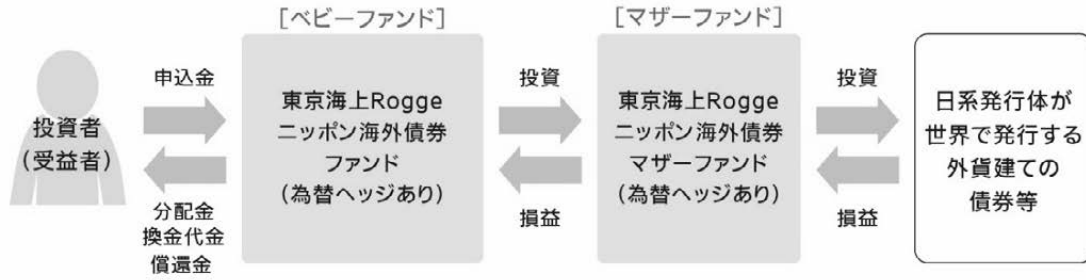 [ベビーファンド]
[マザーファンド]
投資者
(受益者)
申込金
分配金
換金代金
償還金
東京海上Rogge
ニッポン海外債券
ファンド
(為替ヘッジあり)
投資
損益
東京海上Rogge
ニッポン海外債券
マザーファンド
(為替ヘッジあり)
投資
損益
日系発行体が
世界で発行する
外貨建ての
債券等